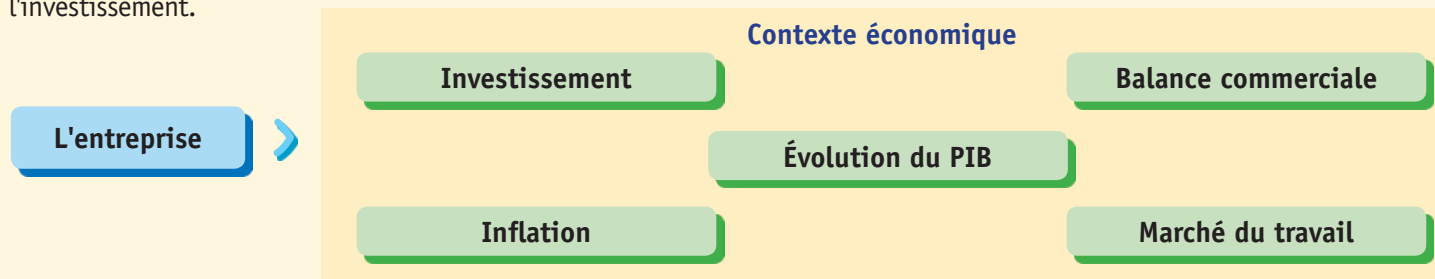 l'investissement.
Contexte économique
Investissement
Balance commerciale
L'entreprise
Évolution du PIB
Inflation
Marché du travail